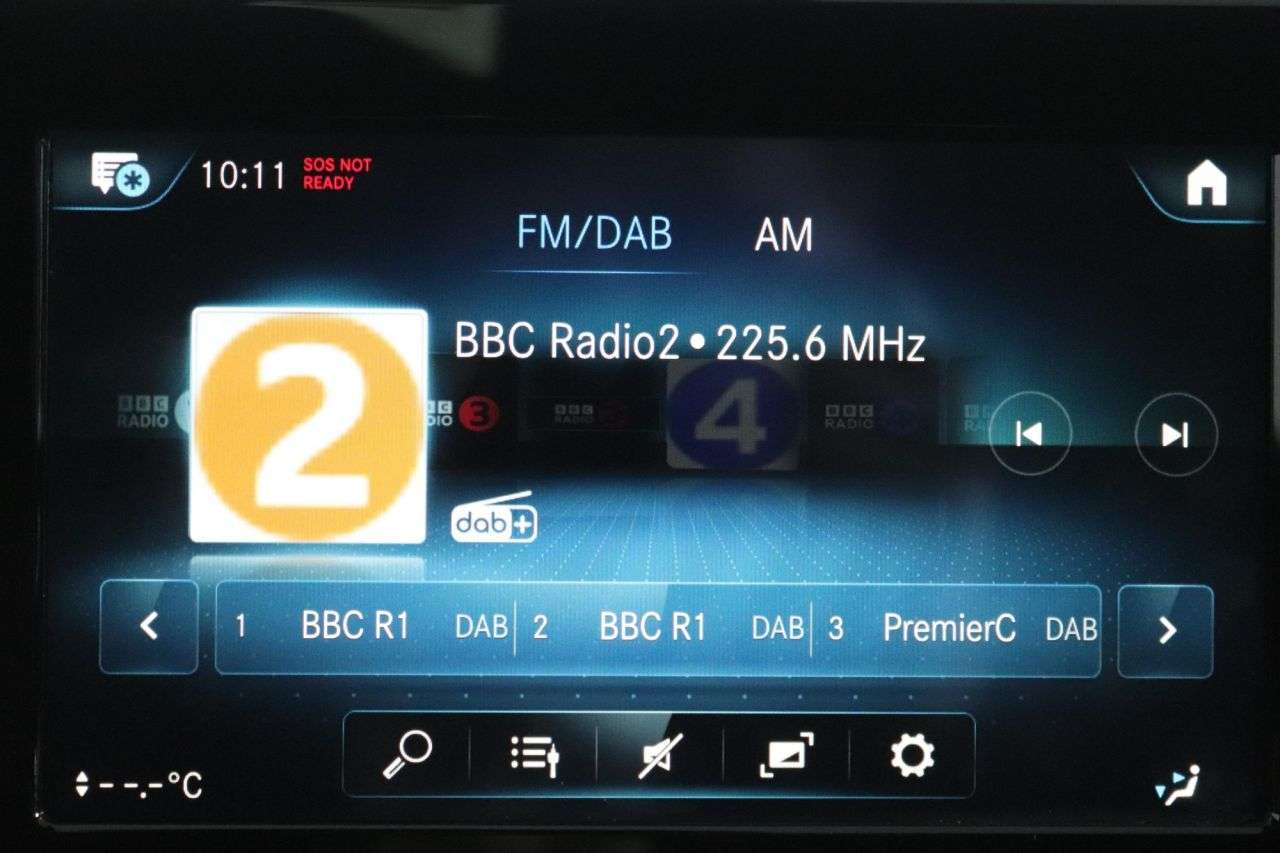 10:11 SOS NOT
READY
FM/DAB AM
BBC Radio2 • 225.6 MHz
2
BBC
RADIO
3
BBC
RADIO
4
BBC
RADIO
dab+
1 BBC R1 DAB 2 BBC R1 DAB 3 PremierC DAB
--.-°C